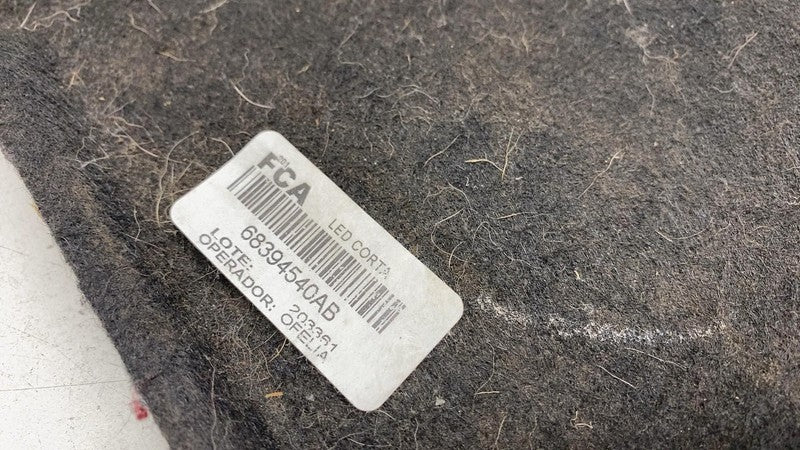 FCA
LED CORTA
68394540AB
LOTE: 203361
OPERADOR: OFELIA